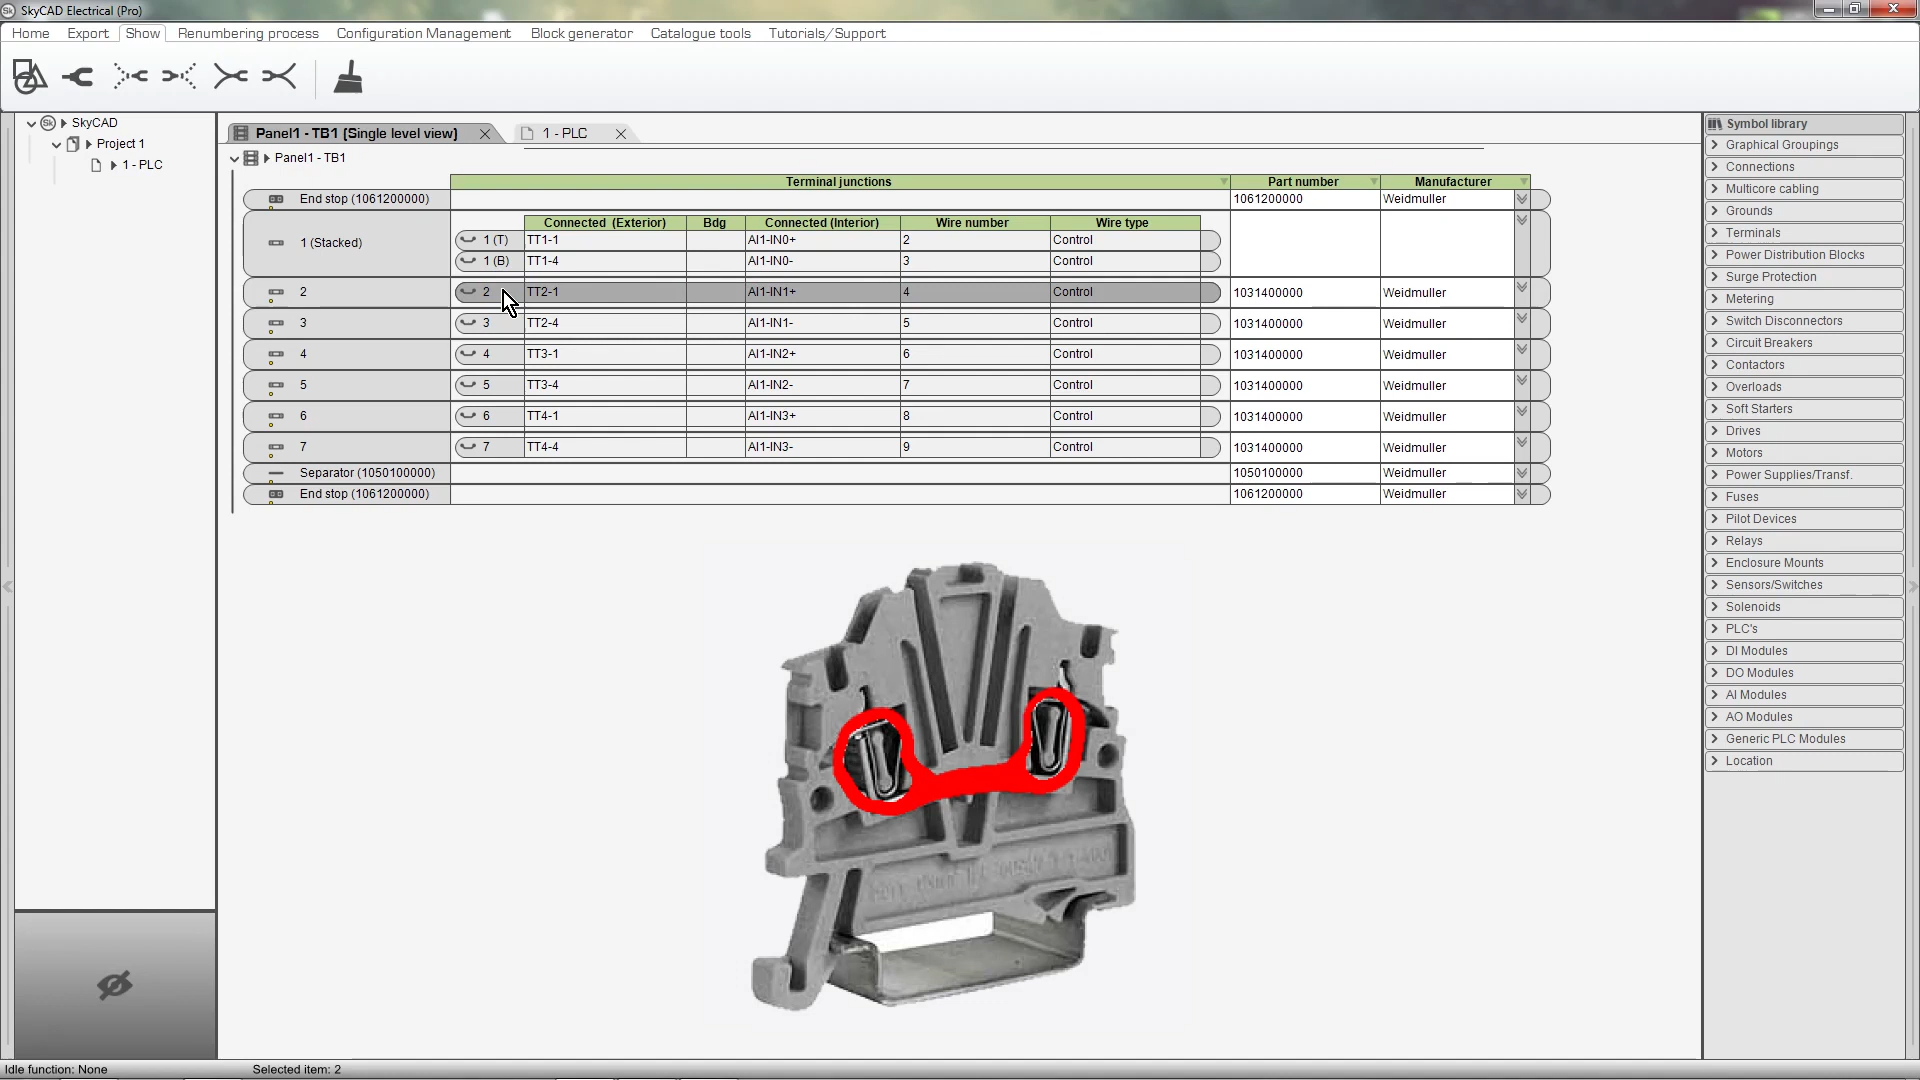 SkyCAD Electrical (Pro)
Home Export Show Renumbering process Configuration Management Block generator Catalogue tools Tutorials/Support
SkyCAD
Project 1
1 - PLC
Panel1 - TB1 [Single level view] 1 - PLC
Panel1 - TB1
Terminal junctions Part number Manufacturer
End stop (1061200000) 1061200000 Weidmuller
Connected (Exterior) Bdg Connected (Interior) Wire number Wire type
1 (Stacked)
1 (T) TT1-1 AI1-IN0+ 2 Control
1 (B) TT1-4 AI1-IN0- 3 Control
2 2 TT2-1 AI1-IN1+ 4 Control 1031400000 Weidmuller
3 3 TT2-4 AI1-IN1- 5 Control 1031400000 Weidmuller
4 4 TT3-1 AI1-IN2+ 6 Control 1031400000 Weidmuller
5 5 TT3-4 AI1-IN2- 7 Control 1031400000 Weidmuller
6 6 TT4-1 AI1-IN3+ 8 Control 1031400000 Weidmuller
7 7 TT4-4 AI1-IN3- 9 Control 1031400000 Weidmuller
Separator (1050100000) 1050100000 Weidmuller
End stop (1061200000) 1061200000 Weidmuller
Symbol library
Graphical Groupings
Connections
Multicore cabling
Grounds
Terminals
Power Distribution Blocks
Surge Protection
Metering
Switch Disconnectors
Circuit Breakers
Contactors
Overloads
Soft Starters
Drives
Motors
Power Supplies/Transf.
Fuses
Pilot Devices
Relays
Enclosure Mounts
Sensors/Switches
Solenoids
PLC's
DI Modules
DO Modules
AI Modules
AO Modules
Generic PLC Modules
Location
Idle function: None Selected item: 2